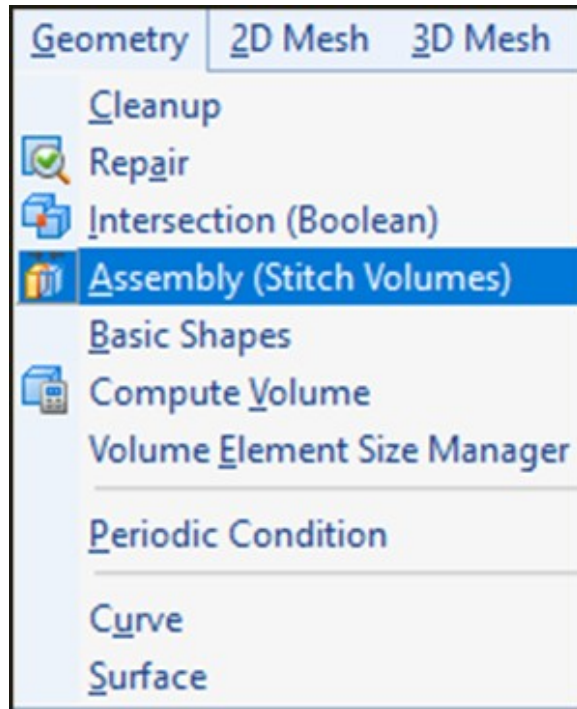 Geometry 2D Mesh 3D Mesh
Cleanup
Repair
Intersection (Boolean)
Assembly (Stitch Volumes)
Basic Shapes
Compute Volume
Volume Element Size Manager
Periodic Condition
Curve
Surface